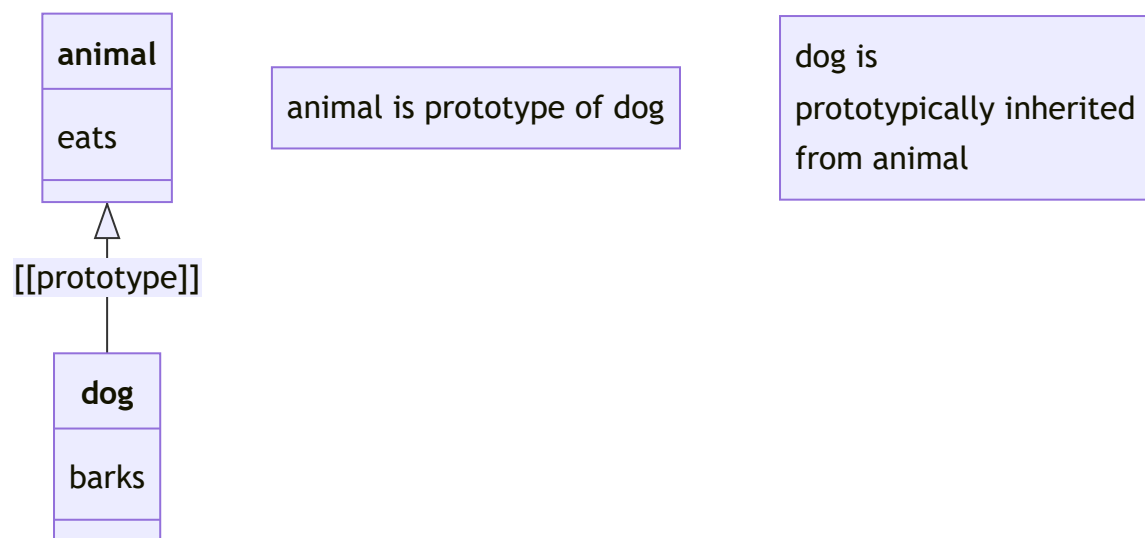 animal
eats
[[prototype]]
dog
barks
animal is prototype of dog
dog is
prototypically inherited
from animal